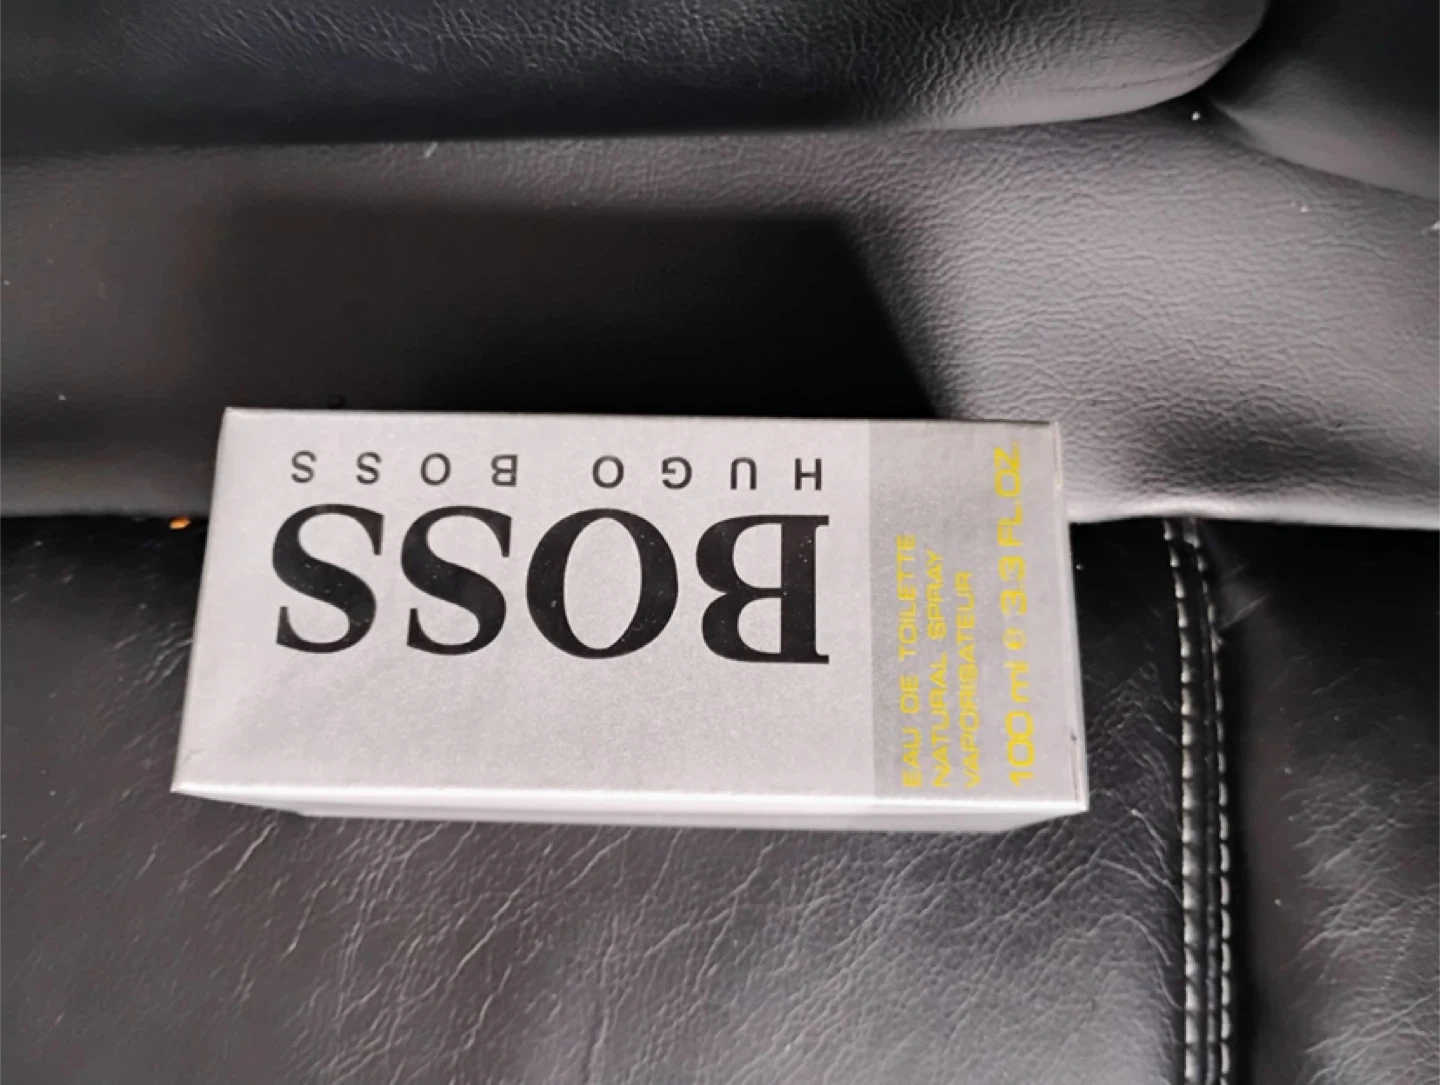 BOSS
HUGO BOSS
EAU DE TOILETTE
NATURAL SPRAY
VAPORISATEUR
100 ml ℮ 3.3 FL.OZ.